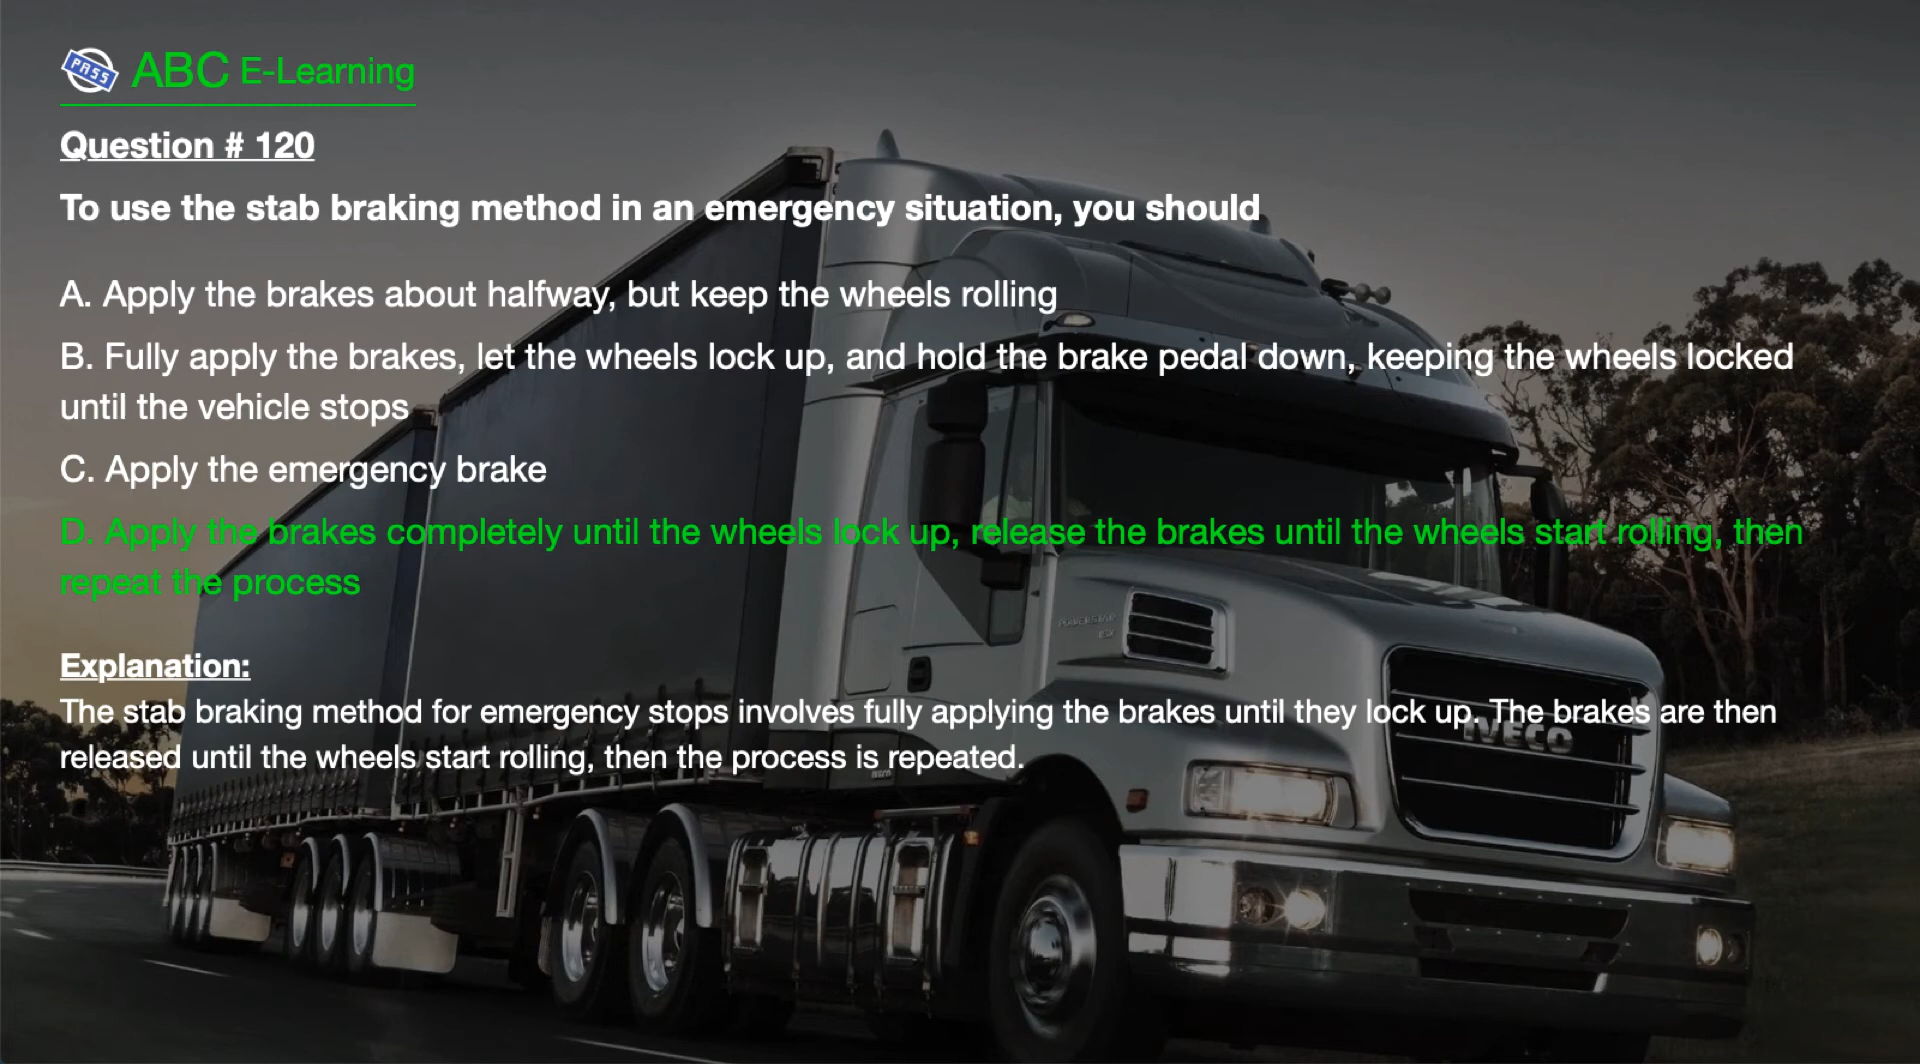 PASS ABC E-Learning
Question # 120
To use the stab braking method in an emergency situation, you should
A. Apply the brakes about halfway, but keep the wheels rolling
B. Fully apply the brakes, let the wheels lock up, and hold the brake pedal down, keeping the wheels locked
until the vehicle stops
C. Apply the emergency brake
D. Apply the brakes completely until the wheels lock up, release the brakes until the wheels start rolling, then
repeat the process
POWERSTAR
Explanation:
The stab braking method for emergency stops involves fully applying the brakes until they lock up. The brakes are then
IVECO
released until the wheels start rolling, then the process is repeated.